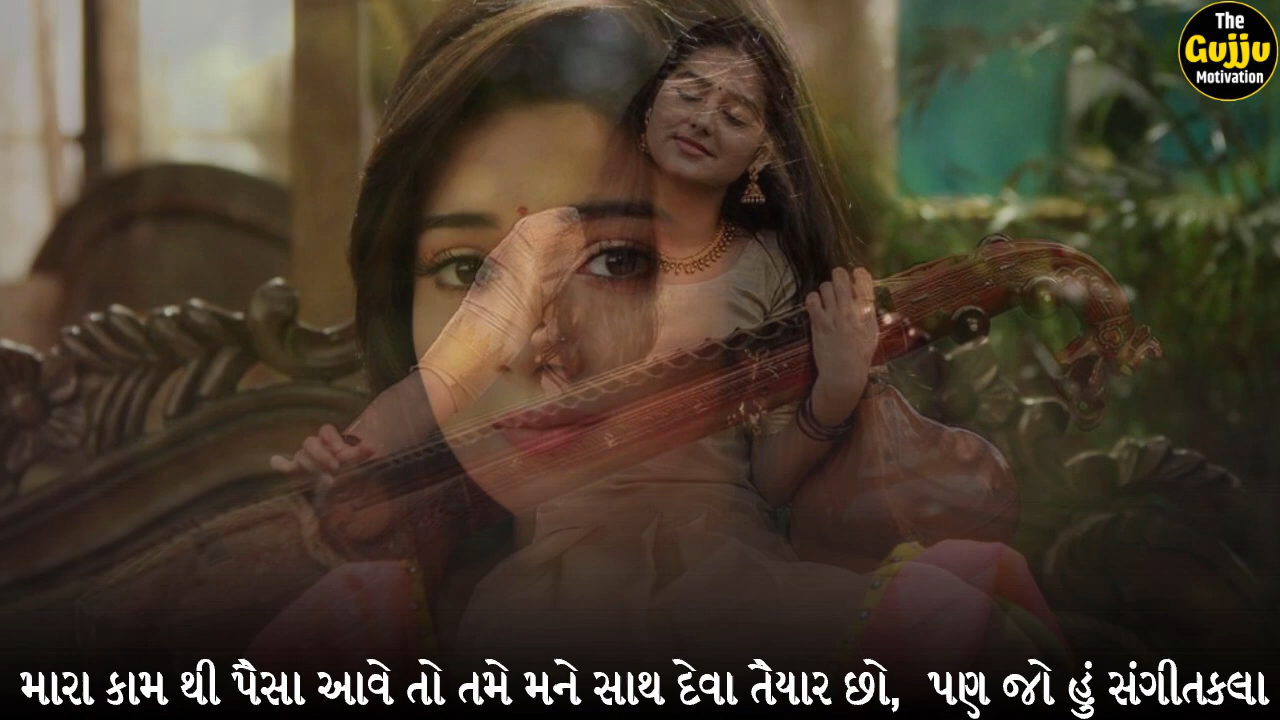 The
Gujju
Motivation
મારા કામ થી પૈસા આવે તો તમે મને સાથ દેવા તૈયાર છો,  પણ જો હું સંગીતકલા